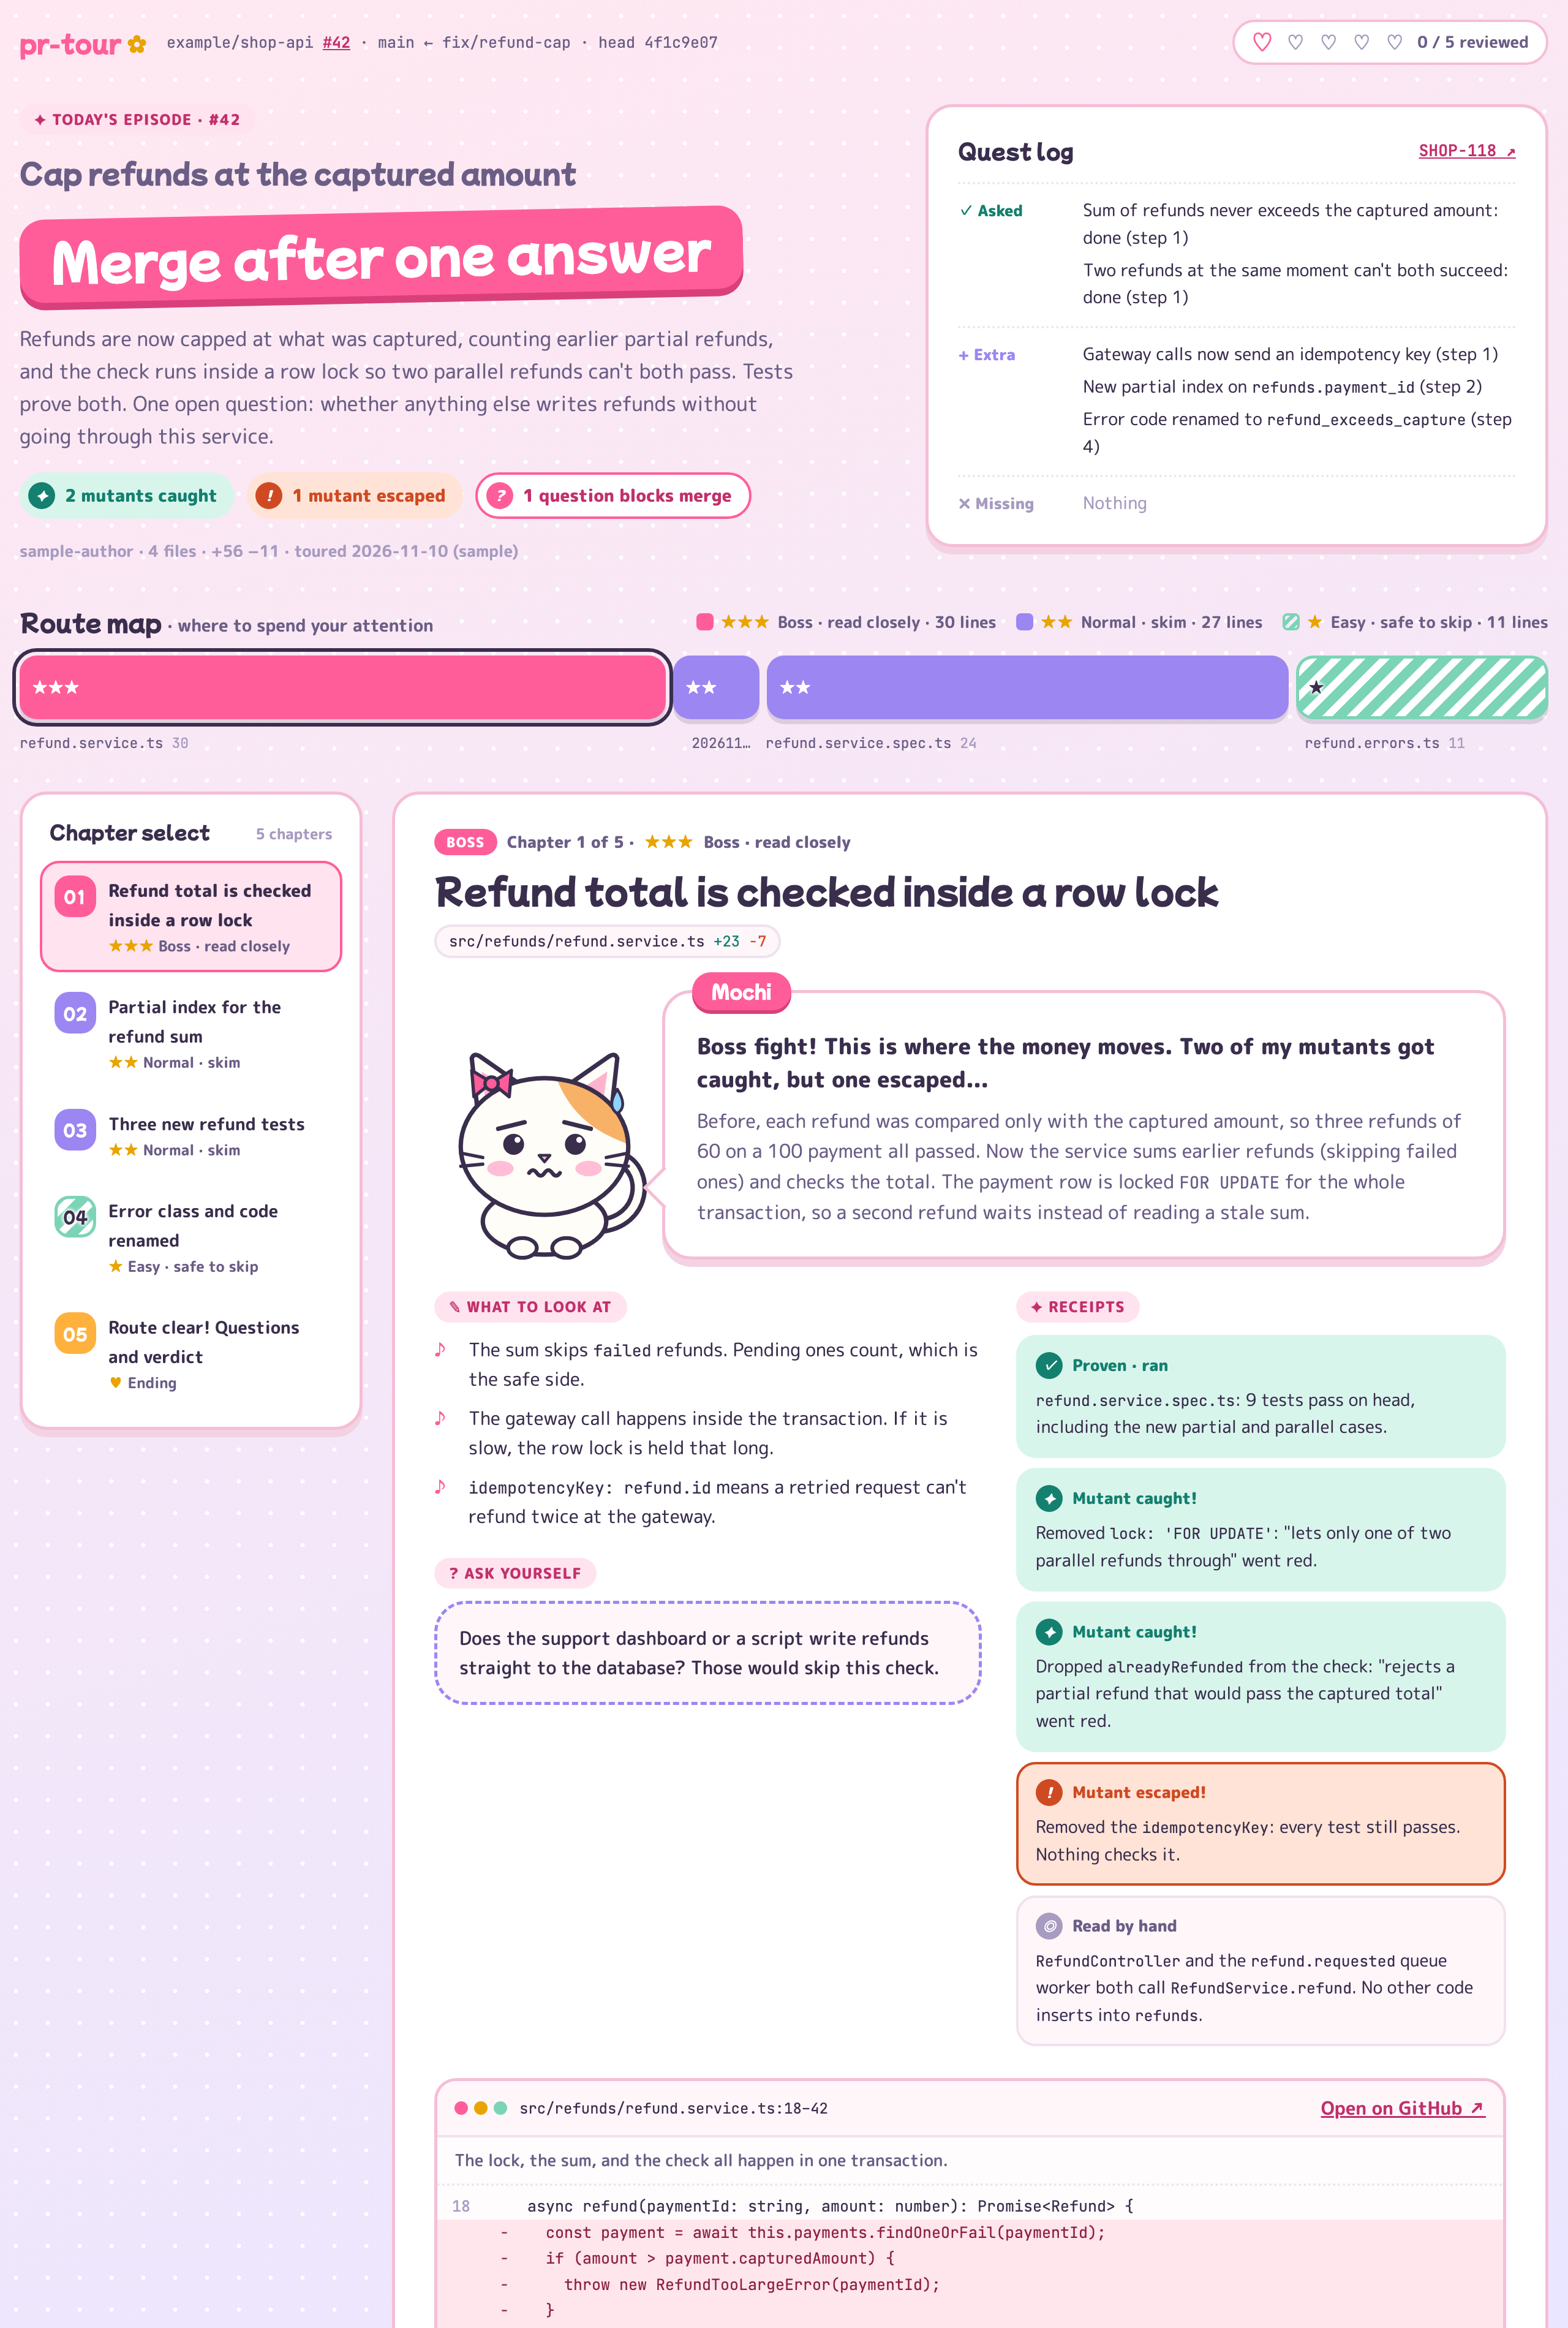 pr-tour ✿
example/shop-api #42 · main ← fix/refund-cap · head 4f1c9e07
♡ ♡ ♡ ♡ ♡ 0 / 5 reviewed
✦ TODAY'S EPISODE · #42
Cap refunds at the captured amount
Merge after one answer
Refunds are now capped at what was captured, counting earlier partial refunds,
and the check runs inside a row lock so two parallel refunds can't both pass. Tests
prove both. One open question: whether anything else writes refunds without
going through this service.
✦ 2 mutants caught
! 1 mutant escaped
? 1 question blocks merge
sample-author · 4 files · +56 −11 · toured 2026-11-10 (sample)
Quest log
SHOP-118 ↗
✓ Asked
Sum of refunds never exceeds the captured amount:
done (step 1)
Two refunds at the same moment can't both succeed:
done (step 1)
+ Extra
Gateway calls now send an idempotency key (step 1)
New partial index on refunds.payment_id (step 2)
Error code renamed to refund_exceeds_capture (step
4)
✕ Missing
Nothing
Route map · where to spend your attention
★★★ Boss · read closely · 30 lines
★★ Normal · skim · 27 lines
★ Easy · safe to skip · 11 lines
★★★
★★
★★
★
refund.service.ts 30
202611…
refund.service.spec.ts 24
refund.errors.ts 11
Chapter select
5 chapters
01
Refund total is checked
inside a row lock
★★★ Boss · read closely
02
Partial index for the
refund sum
★★ Normal · skim
03
Three new refund tests
★★ Normal · skim
04
Error class and code
renamed
★ Easy · safe to skip
05
Route clear! Questions
and verdict
♥ Ending
BOSS Chapter 1 of 5 · ★★★ Boss · read closely
Refund total is checked inside a row lock
src/refunds/refund.service.ts +23 -7
Mochi
Boss fight! This is where the money moves. Two of my mutants got
caught, but one escaped…
Before, each refund was compared only with the captured amount, so three refunds of
60 on a 100 payment all passed. Now the service sums earlier refunds (skipping failed
ones) and checks the total. The payment row is locked FOR UPDATE for the whole
transaction, so a second refund waits instead of reading a stale sum.
✎ WHAT TO LOOK AT
♪ The sum skips failed refunds. Pending ones count, which is
the safe side.
♪ The gateway call happens inside the transaction. If it is
slow, the row lock is held that long.
♪ idempotencyKey: refund.id means a retried request can't
refund twice at the gateway.
? ASK YOURSELF
Does the support dashboard or a script write refunds
straight to the database? Those would skip this check.
✦ RECEIPTS
✓ Proven · ran
refund.service.spec.ts: 9 tests pass on head,
including the new partial and parallel cases.
✦ Mutant caught!
Removed lock: 'FOR UPDATE': "lets only one of two
parallel refunds through" went red.
✦ Mutant caught!
Dropped alreadyRefunded from the check: "rejects a
partial refund that would pass the captured total"
went red.
! Mutant escaped!
Removed the idempotencyKey: every test still passes.
Nothing checks it.
◎ Read by hand
RefundController and the refund.requested queue
worker both call RefundService.refund. No other code
inserts into refunds.
src/refunds/refund.service.ts:18–42
Open on GitHub ↗
The lock, the sum, and the check all happen in one transaction.
18 async refund(paymentId: string, amount: number): Promise<Refund> {
- const payment = await this.payments.findOneOrFail(paymentId);
- if (amount > payment.capturedAmount) {
- throw new RefundTooLargeError(paymentId);
- }